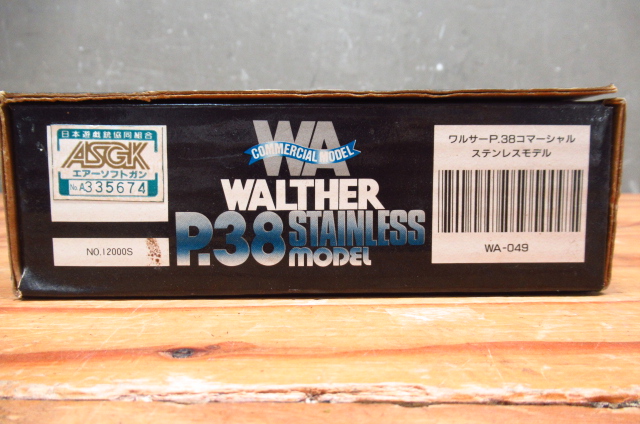 日本遊戯銃協同組合
ASGK
エアーソフトガン
No.A335674
NO.12000S
WA
COMMERCIAL MODEL
WALTHER
P.38 STAINLESS
MODEL
ワルサーP.38コマーシャル
ステンレスモデル
WA-049